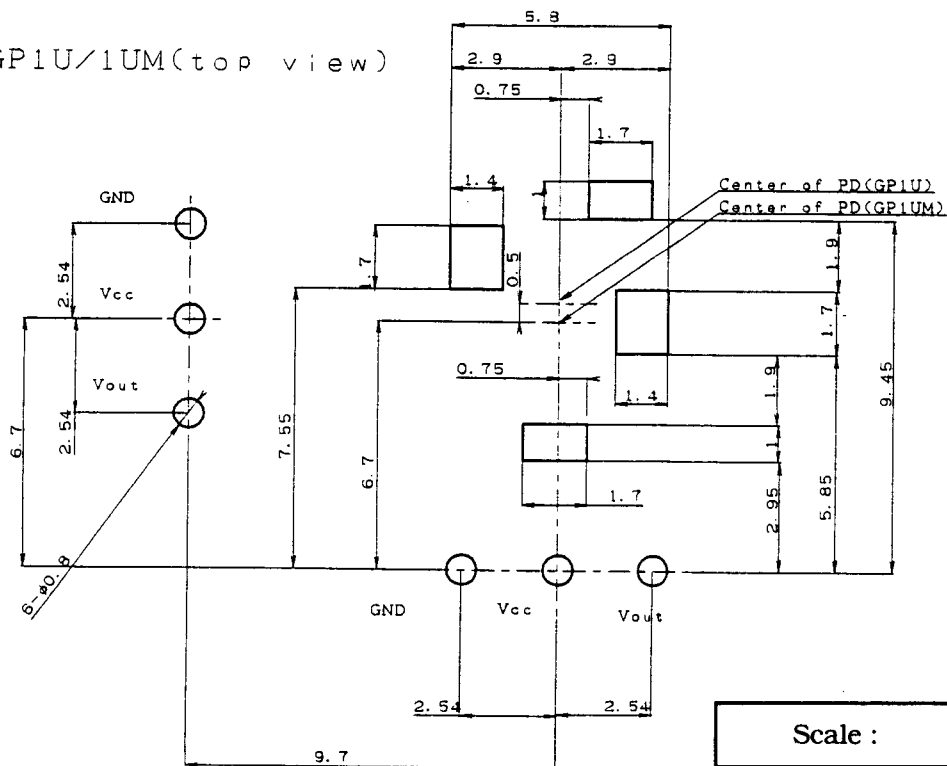 5.8
GP1U/1UM(top view)
2.9
2.9
0.75
1.7
1.4
1
Center of PD(GP1U)
GND
Center of PD(GP1UM)
2.54
1.7
0.5
1.9
Vcc
1.7
0.75
1.9
9.45
Vout
1.4
6.7
2.54
7.55
6.7
1
5.85
1.7
2.95
6-ø0.8
GND
Vcc
Vout
2.54
2.54
Scale :
9.7